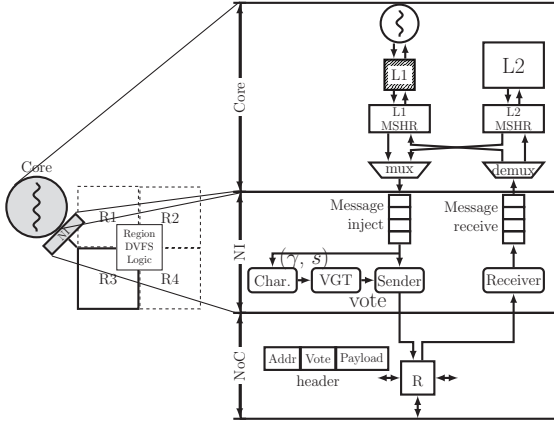 Core
R1
R2
Region
DVFS
Logic
R3
R4
NI
Core
L1
L2
L1
MSHR
L2
MSHR
mux
demux
NI
Message
inject
Message
receive
(γ, s)
Char.
VGT
Sender
Receiver
vote
NoC
Addr
Vote
Payload
header
R